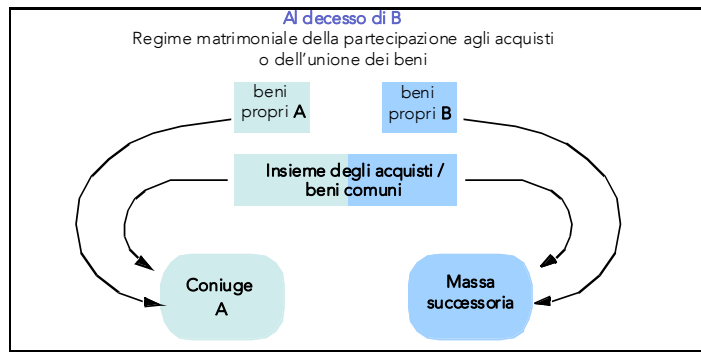 Al decesso di B
Regime matrimoniale della partecipazione agli acquisti
o dell'unione dei beni
beni
propri A
beni
propri B
Insieme degli acquisti /
beni comuni
Coniuge
A
Massa
successoria